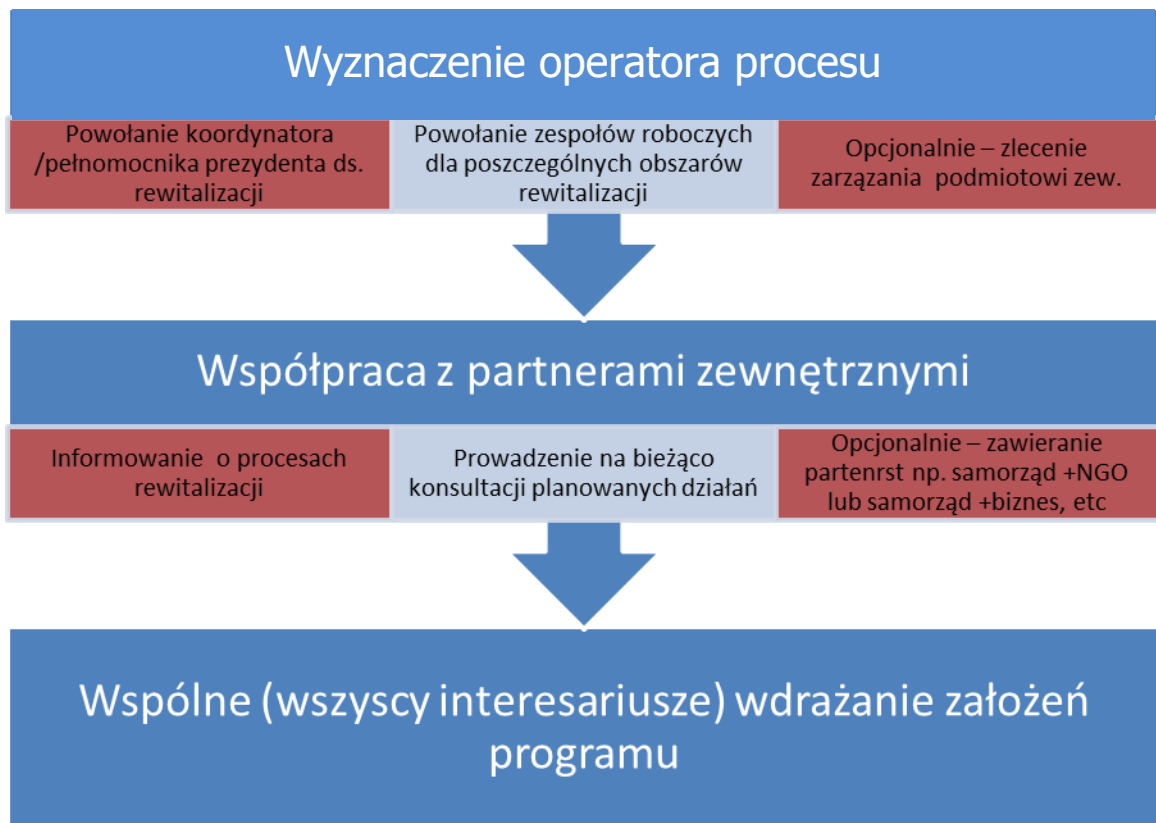 Wyznaczenie operatora procesu
Powołanie koordynatora
/pełnomocnika prezydenta ds.
rewitalizacji
Powołanie zespołów roboczych
dla poszczególnych obszarów
rewitalizacji
Opcjonalnie – zlecenie
zarązania podmiotowi zew.
Współpraca z partnerami zewnętrznymi
Informowanie o procesach
rewitalizacji
Prowadzenie na bieżąco
konsultacji planowanych działań
Opcjonalnie – zawieranie
partenrst np. samorząd +NGO
lub samorząd +biznes, etc
Wspólne (wszyscy interesariusze) wdrażanie założeń
programu